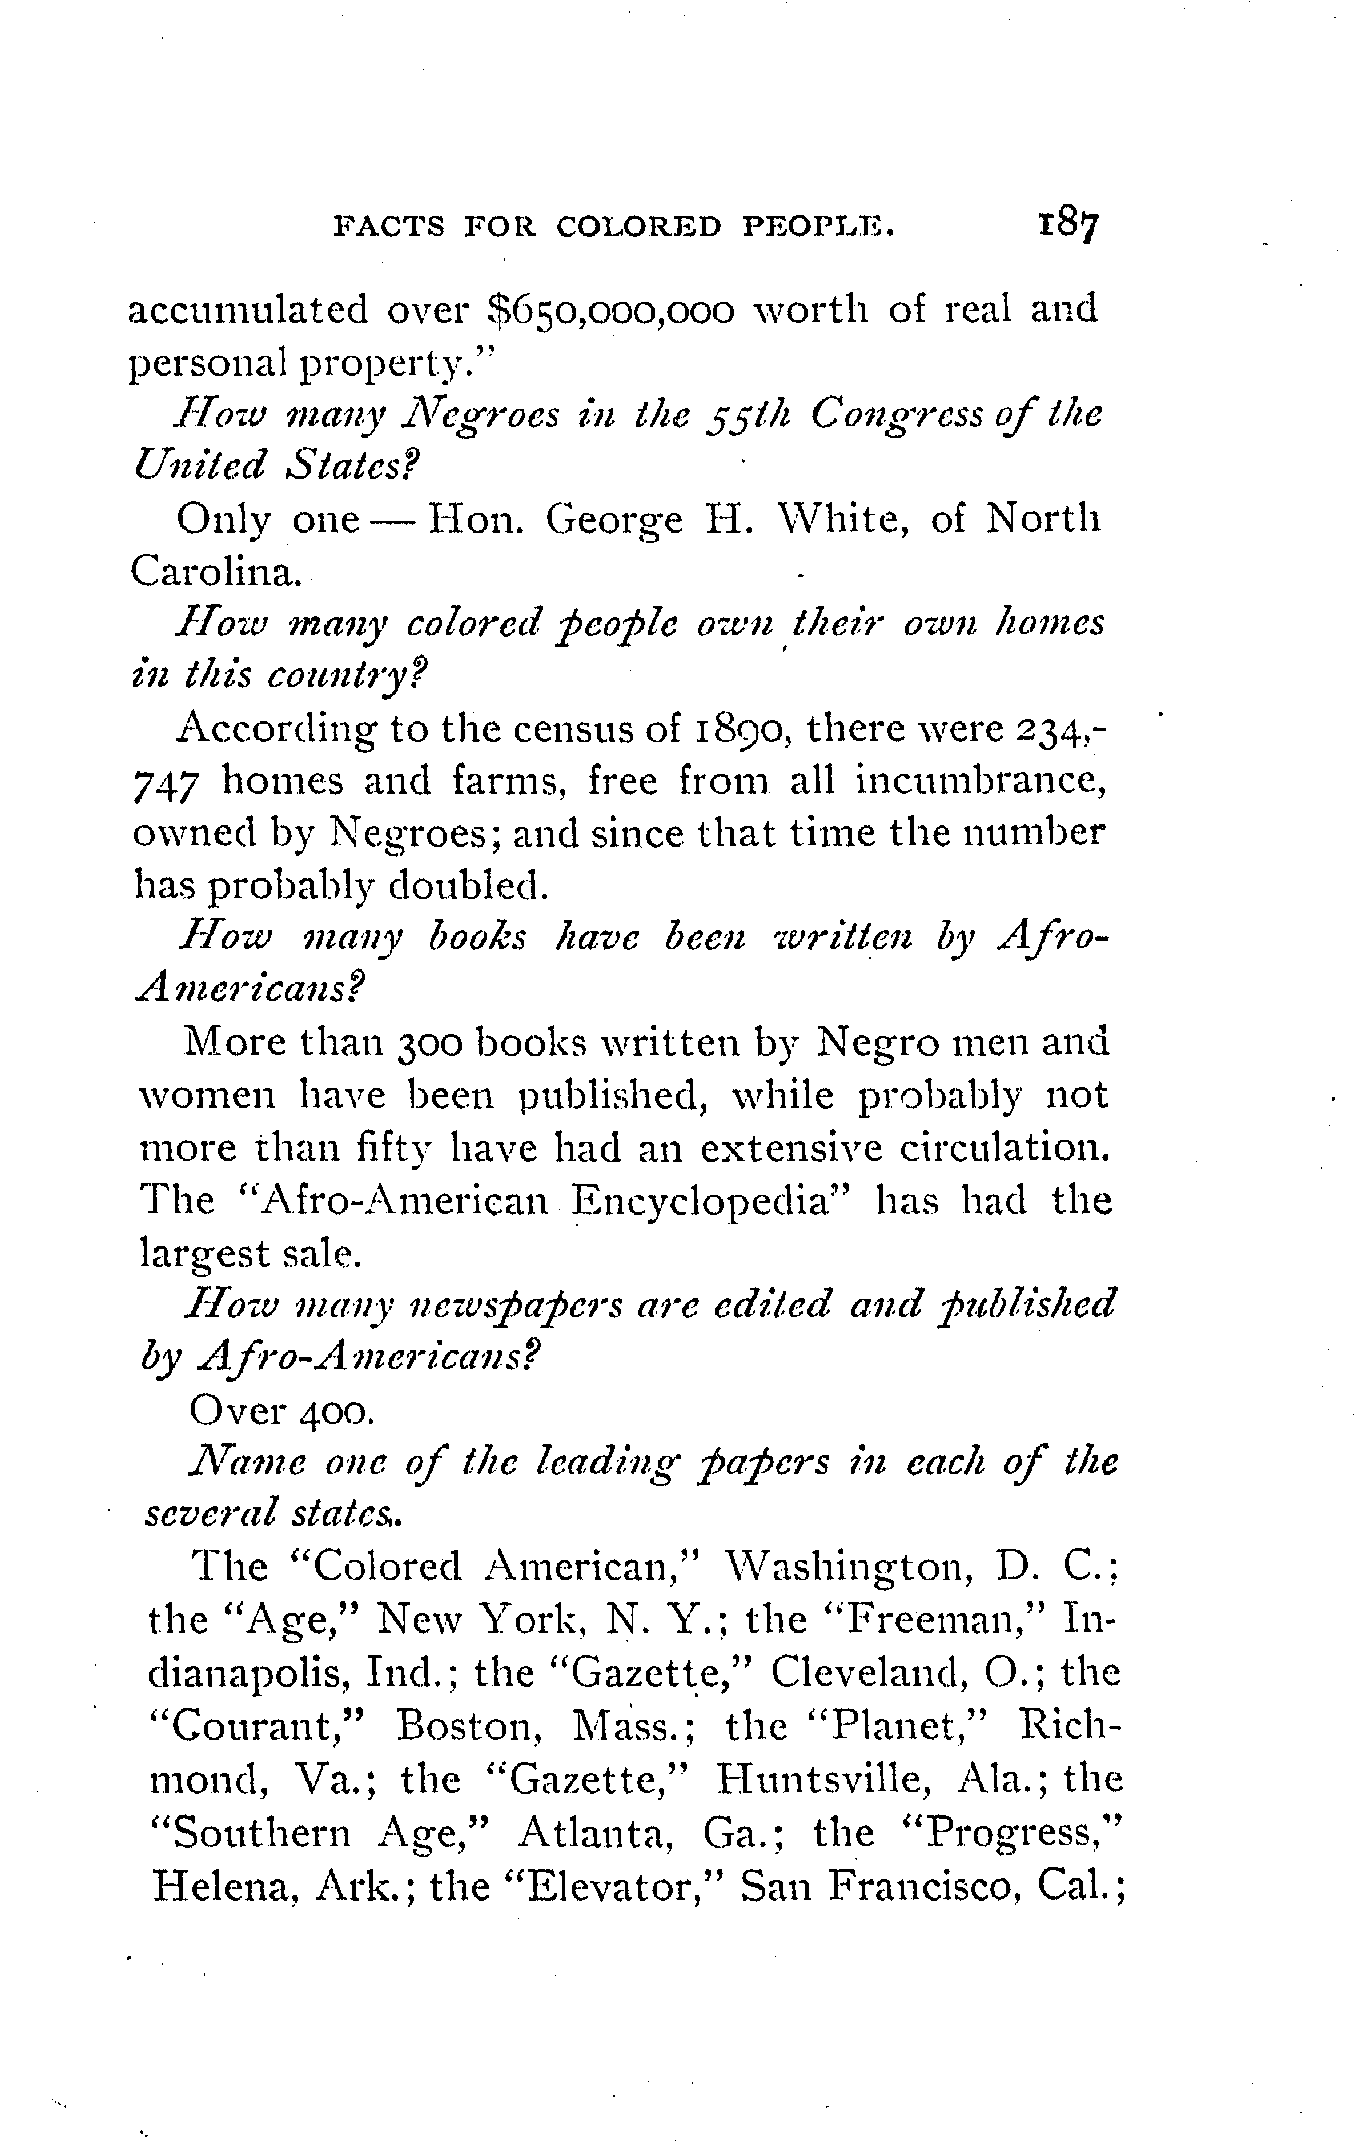 FACTS FOR COLORED PEOPLE. 187
accumulated over $650,000,000 worth of real and
personal property."
How many Negroes in the 55th Congress of the
United States?
Only one — Hon. George H. White, of North
Carolina.
How many colored people own their own homes
in this country?
According to the census of 1890, there were 234,-
747 homes and farms, free from all incumbrance,
owned by Negroes; and since that time the number
has probably doubled.
How many books have been written by Afro-
Americans?
More than 300 books written by Negro men and
women have been published, while probably not
more than fifty have had an extensive circulation.
The "Afro-American Encyclopedia" has had the
largest sale.
How many newspapers are edited and published
by Afro-Americans?
Over 400.
Name one of the leading papers in each of the
several states.
The "Colored American," Washington, D. C.;
the "Age," New York, N. Y.; the "Freeman," In-
dianapolis, Ind.; the "Gazette," Cleveland, O.; the
"Courant," Boston, Mass.; the "Planet," Rich-
mond, Va.; the "Gazette," Huntsville, Ala.; the
"Southern Age," Atlanta, Ga.; the "Progress,"
Helena, Ark.; the "Elevator," San Francisco, Cal.;